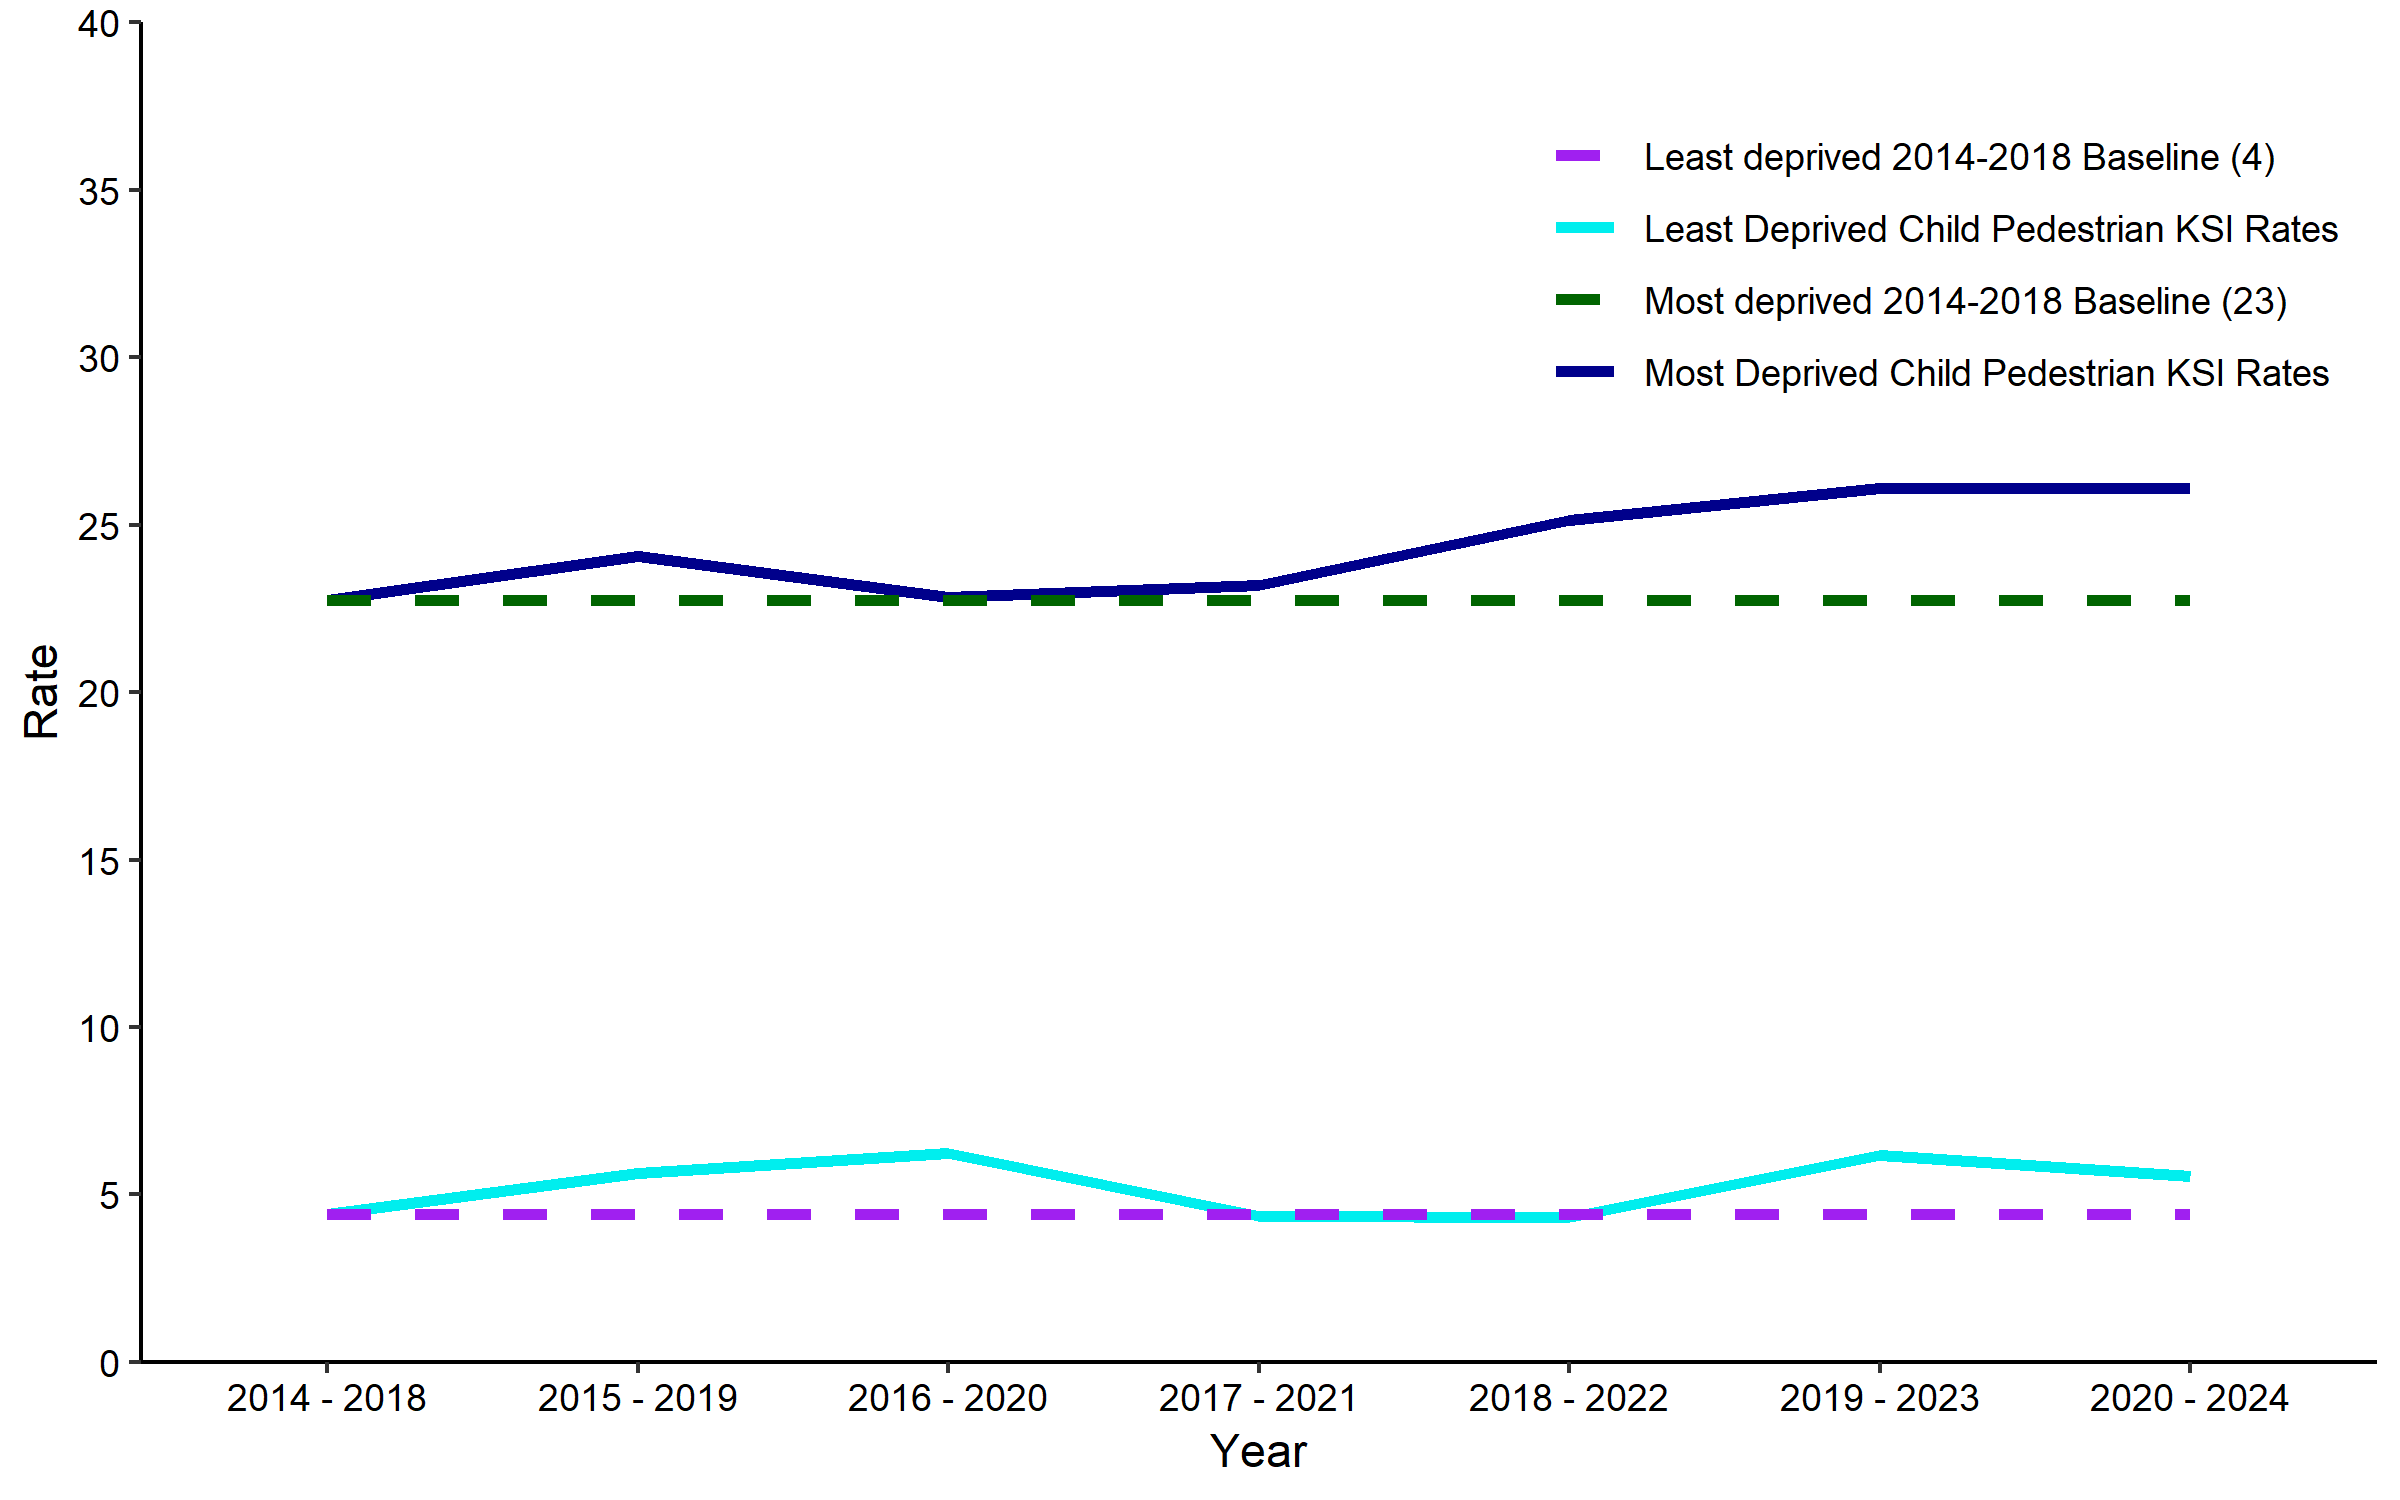 40
35
30
25
20
15
10
5
0
Rate
Least deprived 2014-2018 Baseline (4)
Least Deprived Child Pedestrian KSI Rates
Most deprived 2014-2018 Baseline (23)
Most Deprived Child Pedestrian KSI Rates
2014 - 2018 2015 - 2019 2016 - 2020 2017 - 2021 2018 - 2022 2019 - 2023 2020 - 2024
Year